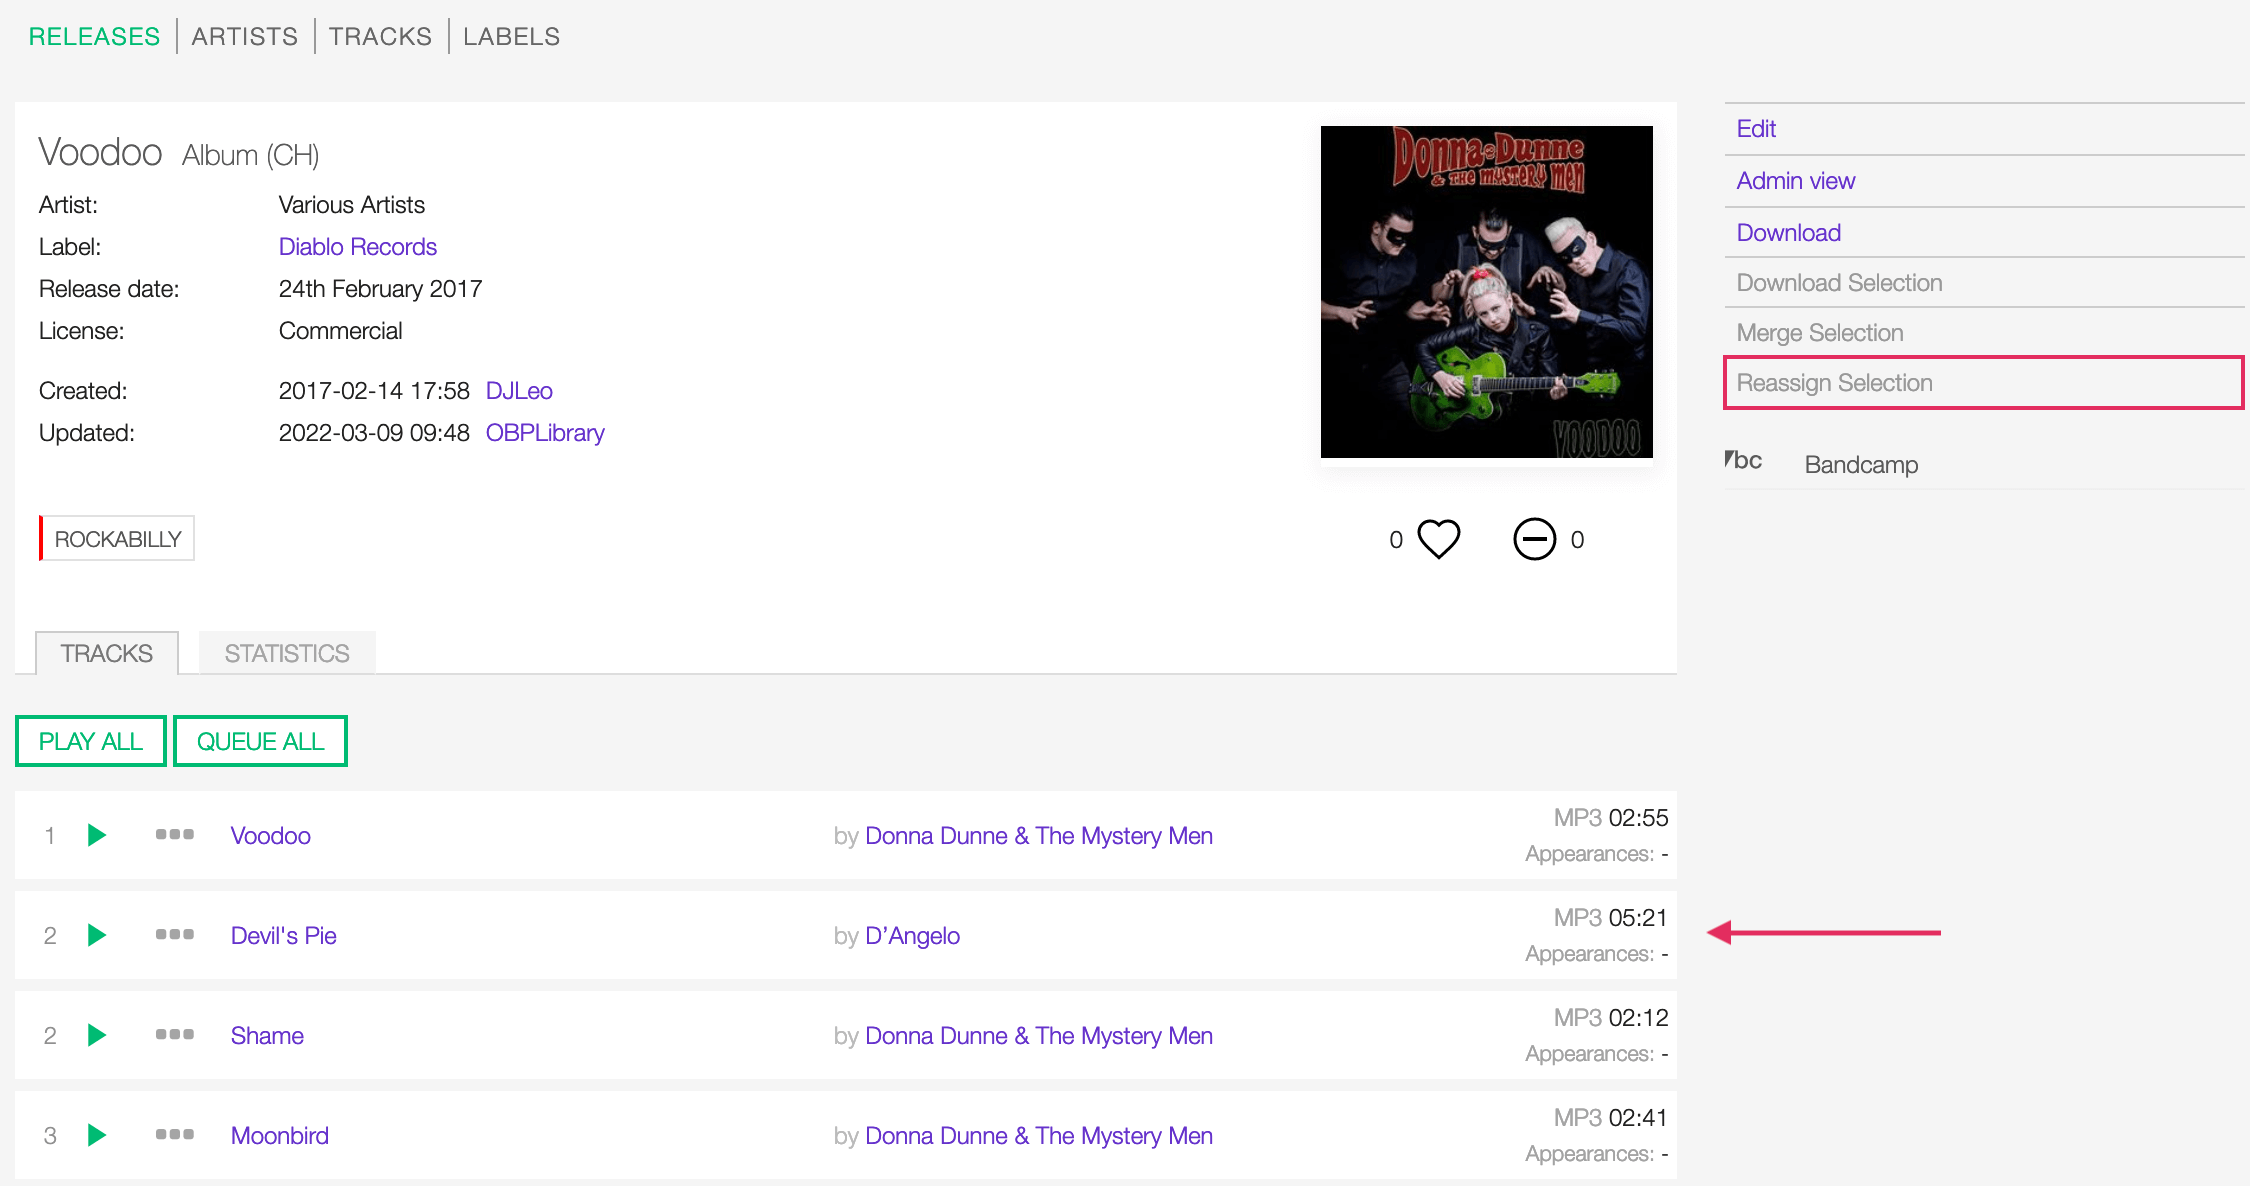 RELEASES ARTISTS TRACKS LABELS
Voodoo Album (CH)
Artist: Various Artists
Label: Diablo Records
Release date: 24th February 2017
License: Commercial
Created: 2017-02-14 17:58 DJLeo
Updated: 2022-03-09 09:48 OBPLibrary
ROCKABILLY
Donna Dunne
& THE MYSTERY MEN
VOODOO
0 0
Edit
Admin view
Download
Download Selection
Merge Selection
Reassign Selection
bc Bandcamp
TRACKS STATISTICS
PLAY ALL QUEUE ALL
1 Voodoo by Donna Dunne & The Mystery Men MP3 02:55
Appearances: -
2 Devil's Pie by D’Angelo MP3 05:21
Appearances: -
2 Shame by Donna Dunne & The Mystery Men MP3 02:12
Appearances: -
3 Moonbird by Donna Dunne & The Mystery Men MP3 02:41
Appearances: -